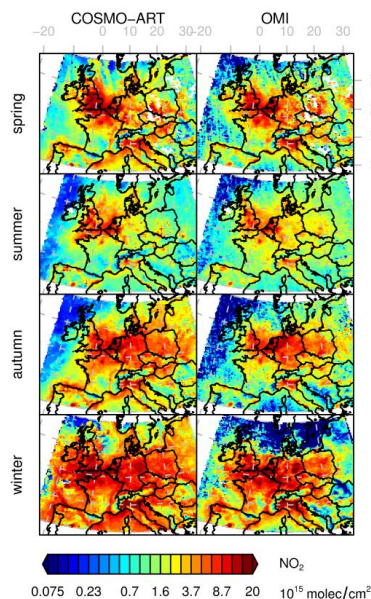 COSMO-ART OMI
-20 0 10 20 30 -20 0 10 20 30
spring
summer
autumn
winter
NO2
0.075 0.23 0.7 1.6 3.7 8.7 20 10^15 molec/cm^2